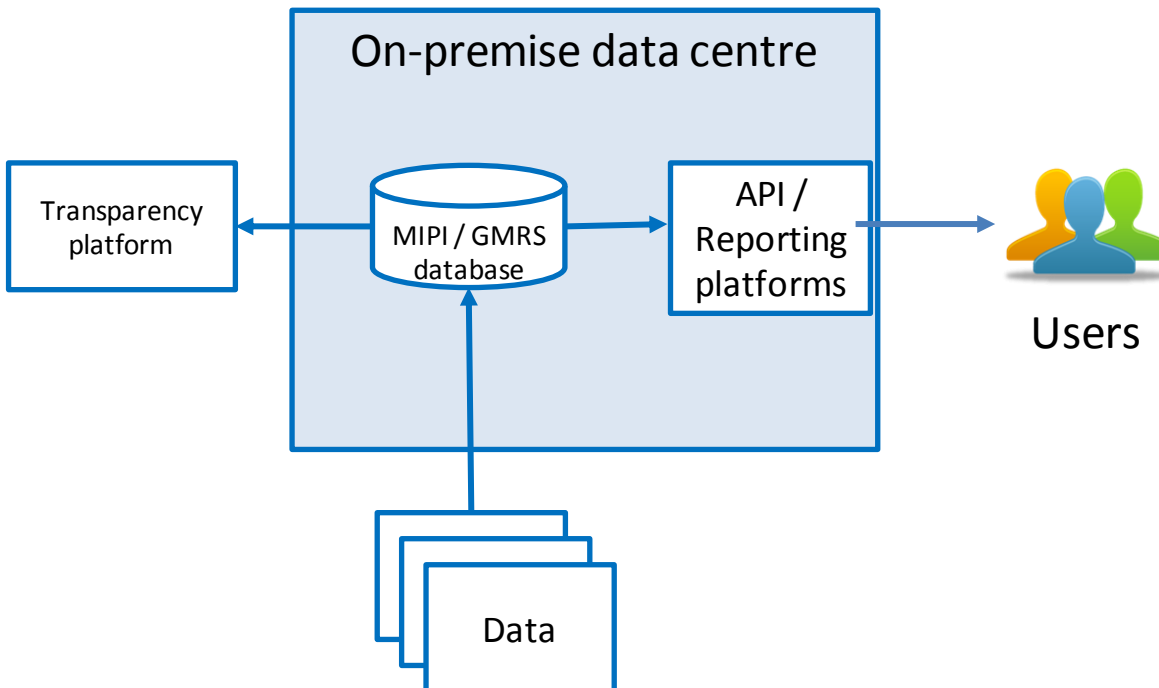 On-premise data centre
Transparency
platform
MIPI / GMRS
database
API /
Reporting
platforms
Users
Data